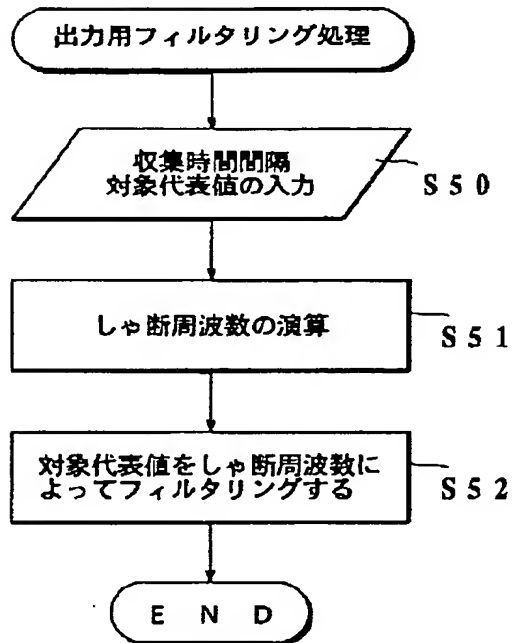 出力用フィルタリング処理
収集時間間隔
対象代表値の入力
S50
しゃ断周波数の演算
S51
対象代表値をしゃ断周波数に
よってフィルタリングする
S52
E N D